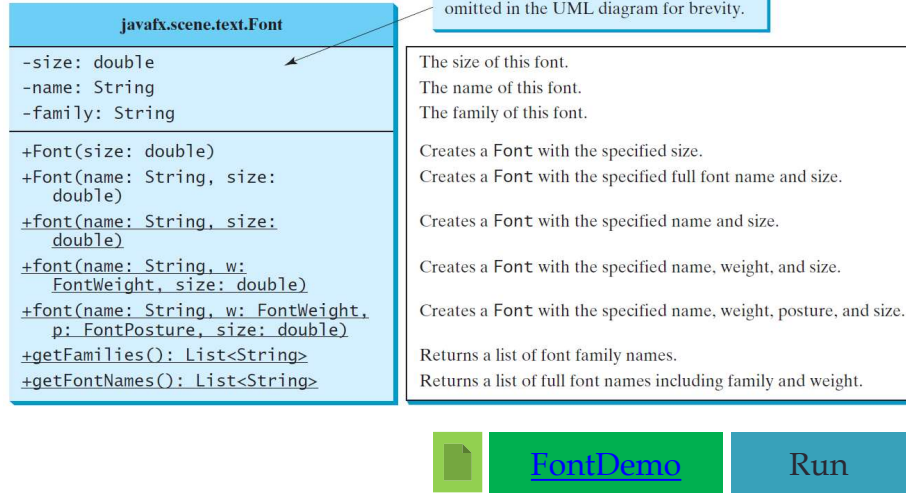 omitted in the UML diagram for brevity.
javafx.scene.text.Font
-size: double
-name: String
-family: String
The size of this font.
The name of this font.
The family of this font.
+Font(size: double)
Creates a Font with the specified size.
+Font(name: String, size:
double)
Creates a Font with the specified full font name and size.
+font(name: String, size:
double)
Creates a Font with the specified name and size.
+font(name: String, w:
FontWeight, size: double)
Creates a Font with the specified name, weight, and size.
+font(name: String, w: FontWeight,
p: FontPosture, size: double)
Creates a Font with the specified name, weight, posture, and size.
+getFamilies(): List<String>
Returns a list of font family names.
+getFontNames(): List<String>
Returns a list of full font names including family and weight.
FontDemo
Run